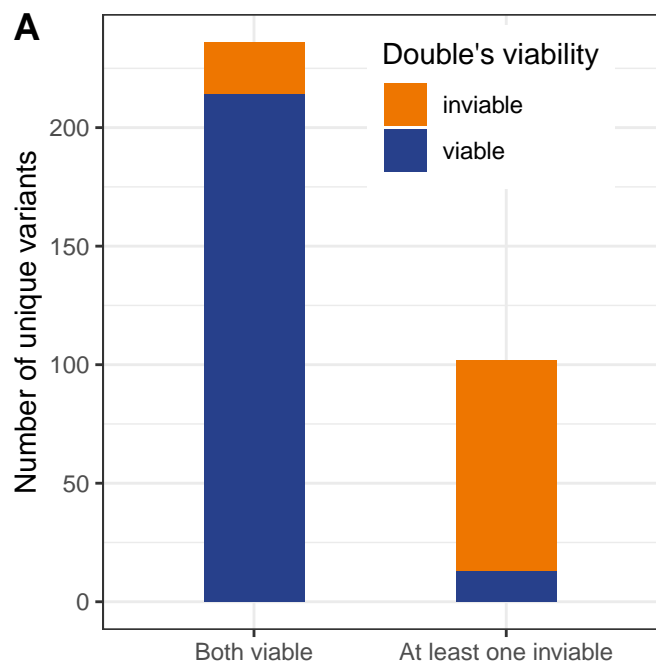 A
Double's viability
inviable
viable
Number of unique variants
200
150
100
50
0
Both viable
At least one inviable